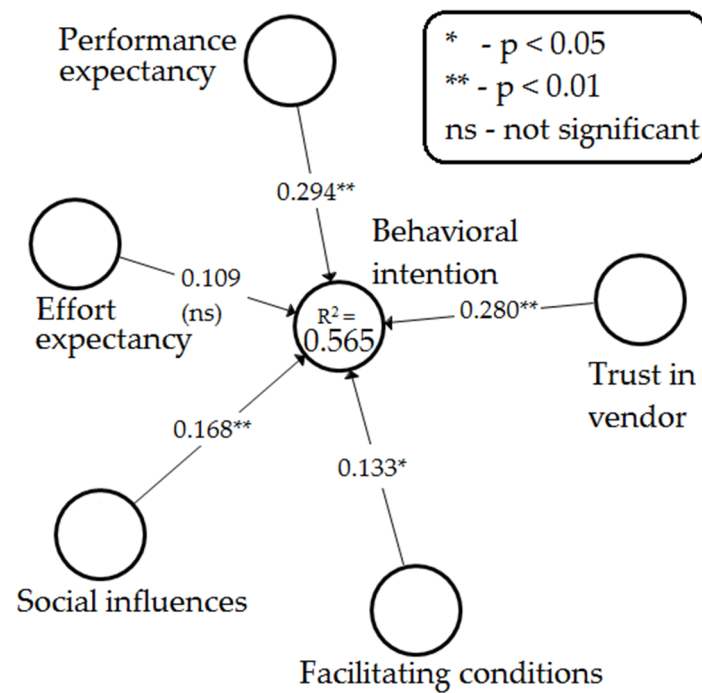 Performance
expectancy
* - p < 0.05
** - p < 0.01
ns - not significant
0.294**
Behavioral
intention
Effort
expectancy
0.109
(ns)
R² =
0.565
0.280**
Trust in
vendor
0.168**
0.133*
Social influences
Facilitating conditions